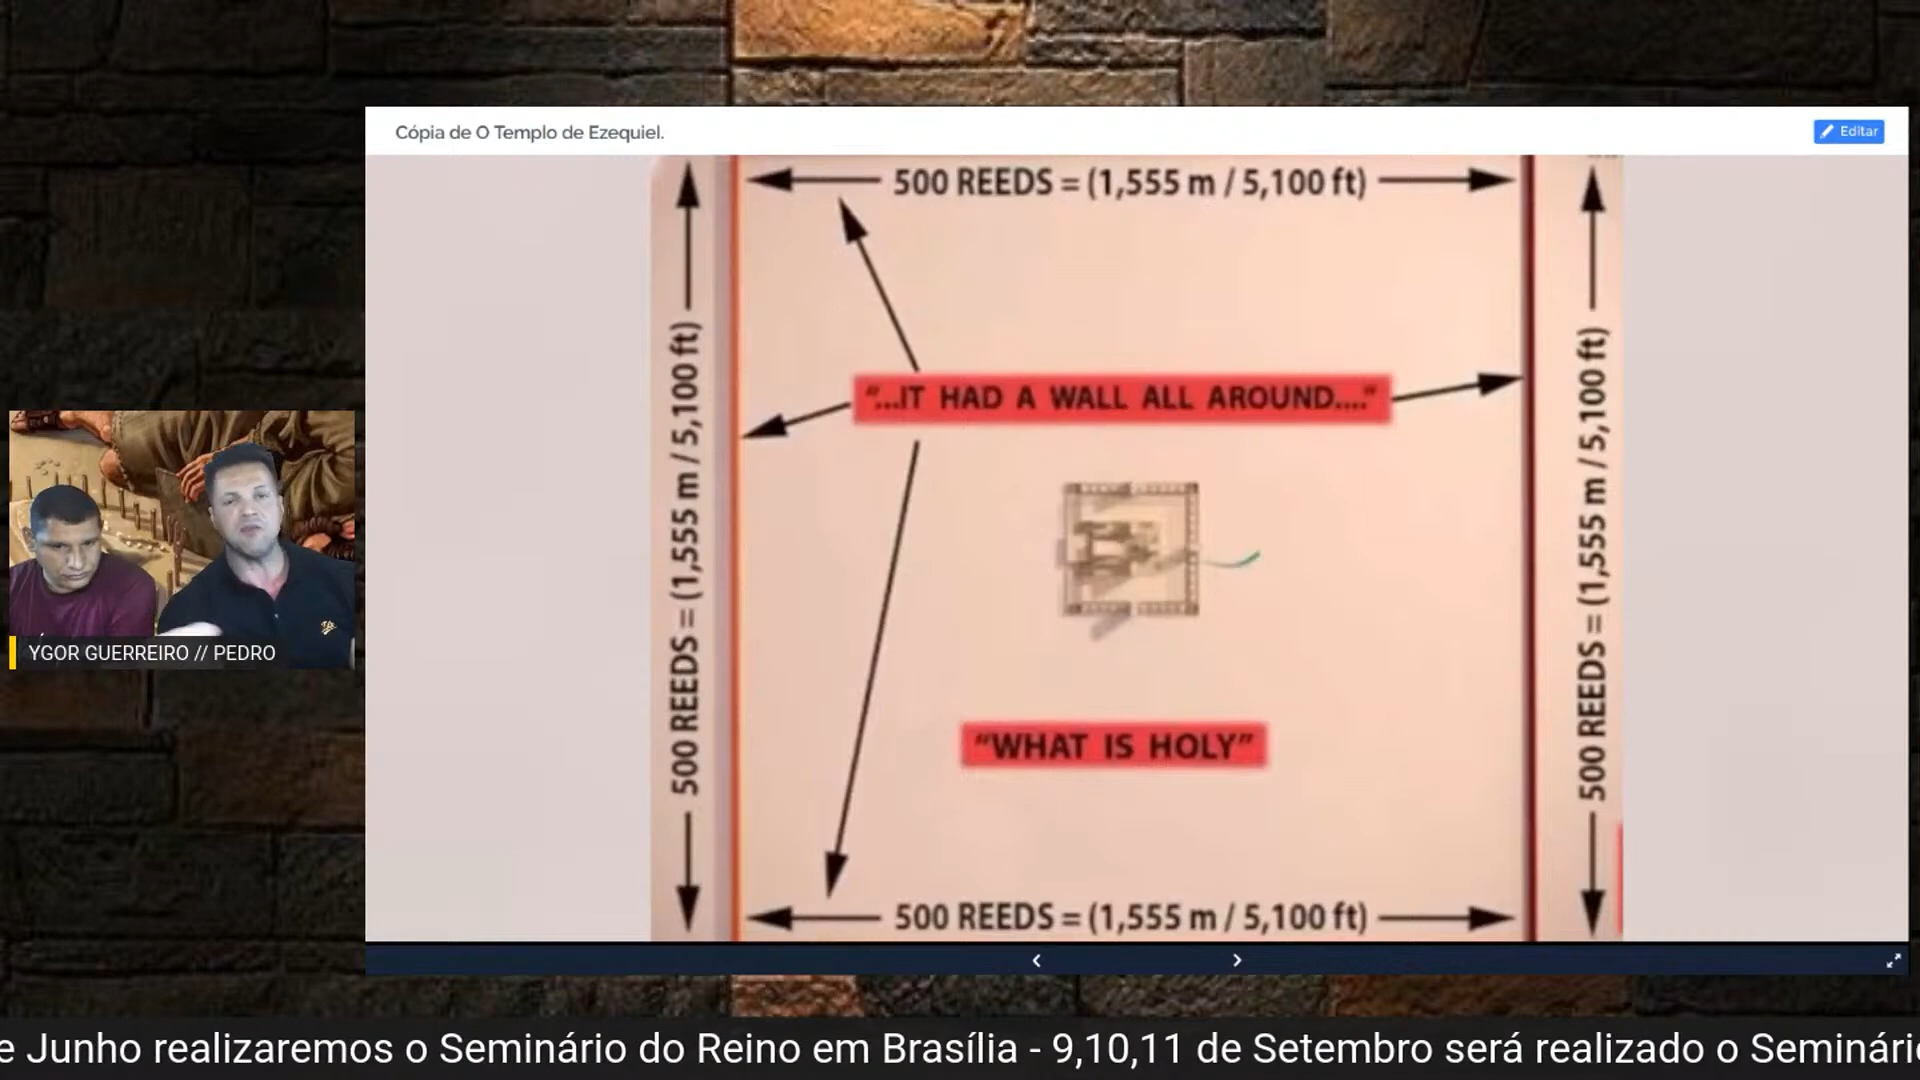 Cópia de O Templo de Ezequiel.
Editar
500 REEDS = (1,555 m / 5,100 ft)
500 REEDS = (1,555 m / 5,100 ft)
500 REEDS = (1,555 m / 5,100 ft)
"...IT HAD A WALL ALL AROUND...."
"WHAT IS HOLY"
500 REEDS = (1,555 m / 5,100 ft)
YGOR GUERREIRO // PEDRO
e Junho realizaremos o Seminário do Reino em Brasília - 9,10,11 de Setembro será realizado o Seminári